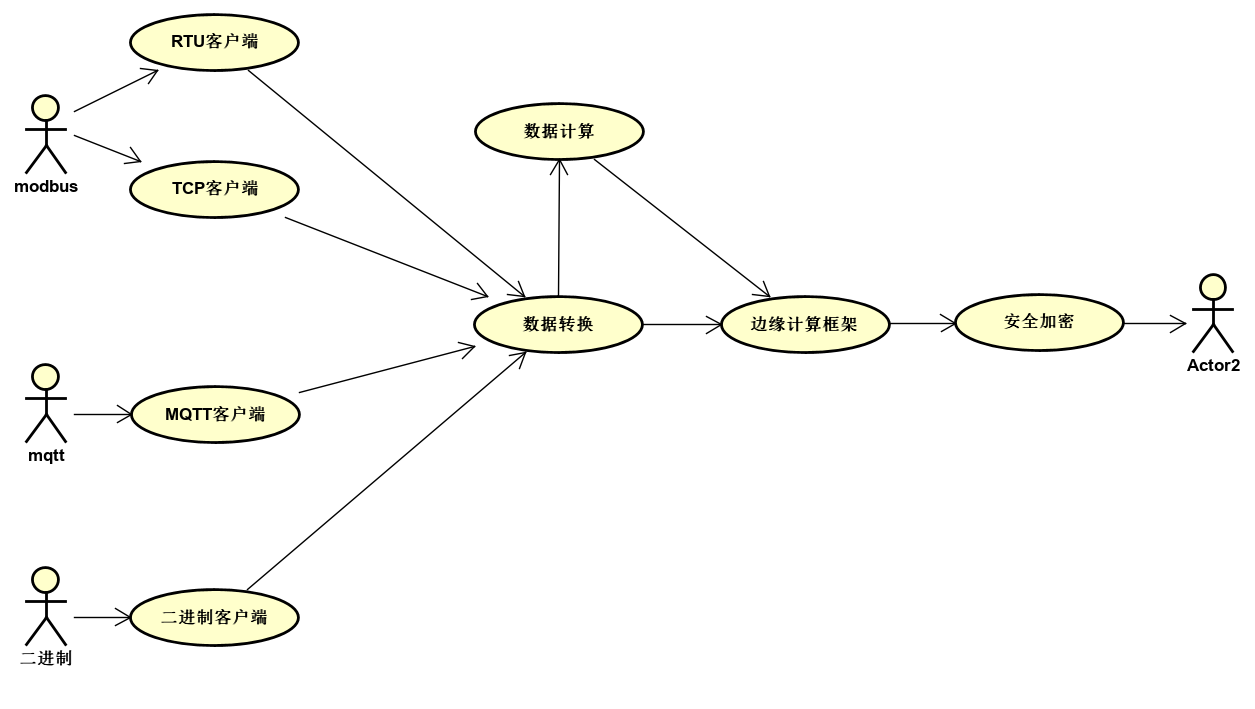 RTU客户端
modbus
TCP客户端
数据计算
数据转换
边缘计算框架
安全加密
Actor2
MQTT客户端
mqtt
二进制客户端
二进制